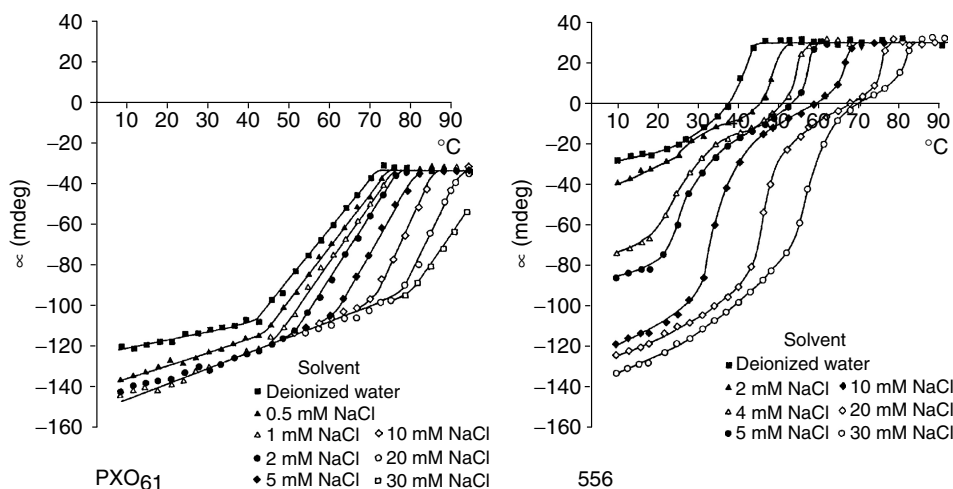 40
20
0
−20
−40
−60
−80
−100
−120
−140
−160
∝ (mdeg)
10 20 30 40 50 60 70 80 90
°C
Solvent
Deionized water
0.5 mM NaCl
1 mM NaCl
2 mM NaCl
5 mM NaCl
10 mM NaCl
20 mM NaCl
30 mM NaCl
PXO61
40
20
0
−20
−40
−60
−80
−100
−120
−140
−160
∝ (mdeg)
10 20 30 40 50 60 70 80 90
°C
Solvent
Deionized water
2 mM NaCl
4 mM NaCl
5 mM NaCl
10 mM NaCl
20 mM NaCl
30 mM NaCl
556